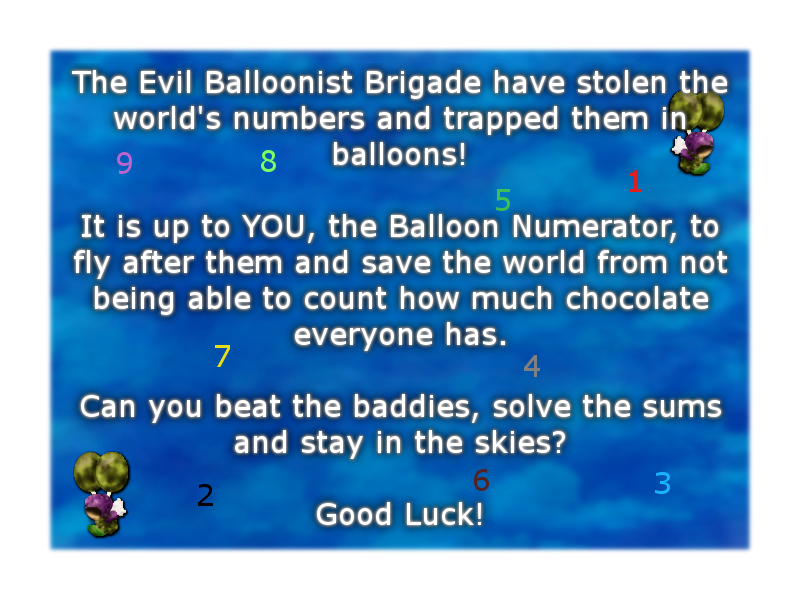 The Evil Balloonist Brigade have stolen the
world's numbers and trapped them in
balloons!
9 8
1
5
It is up to YOU, the Balloon Numerator, to
fly after them and save the world from not
being able to count how much chocolate
everyone has.
7 4
Can you beat the baddies, solve the sums
and stay in the skies?
2 6 3
Good Luck!